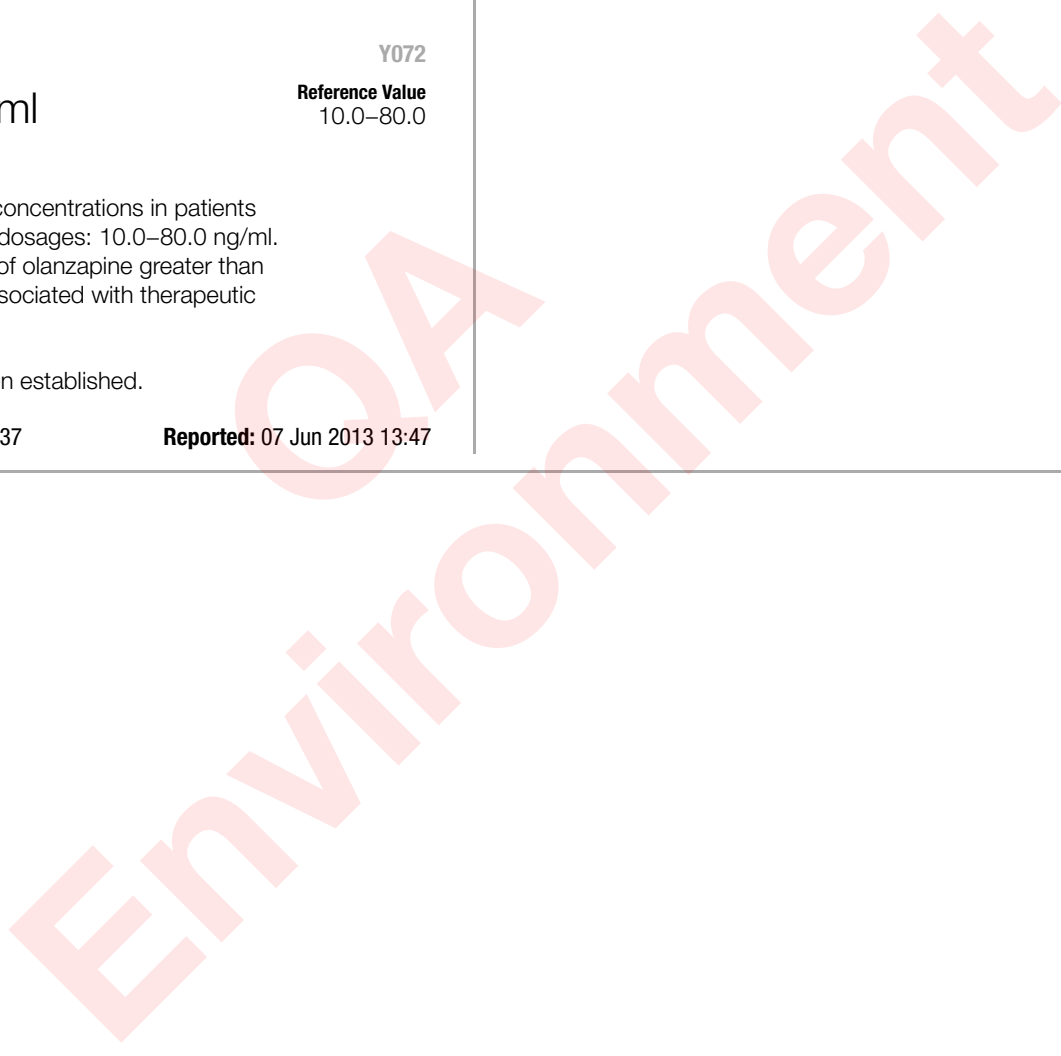 Y072
Reference Value
ml
10.0–80.0
concentrations in patients
dosages: 10.0–80.0 ng/ml.
of olanzapine greater than
sociated with therapeutic
n established.
37 Reported: 07 Jun 2013 13:47
QA
Environment